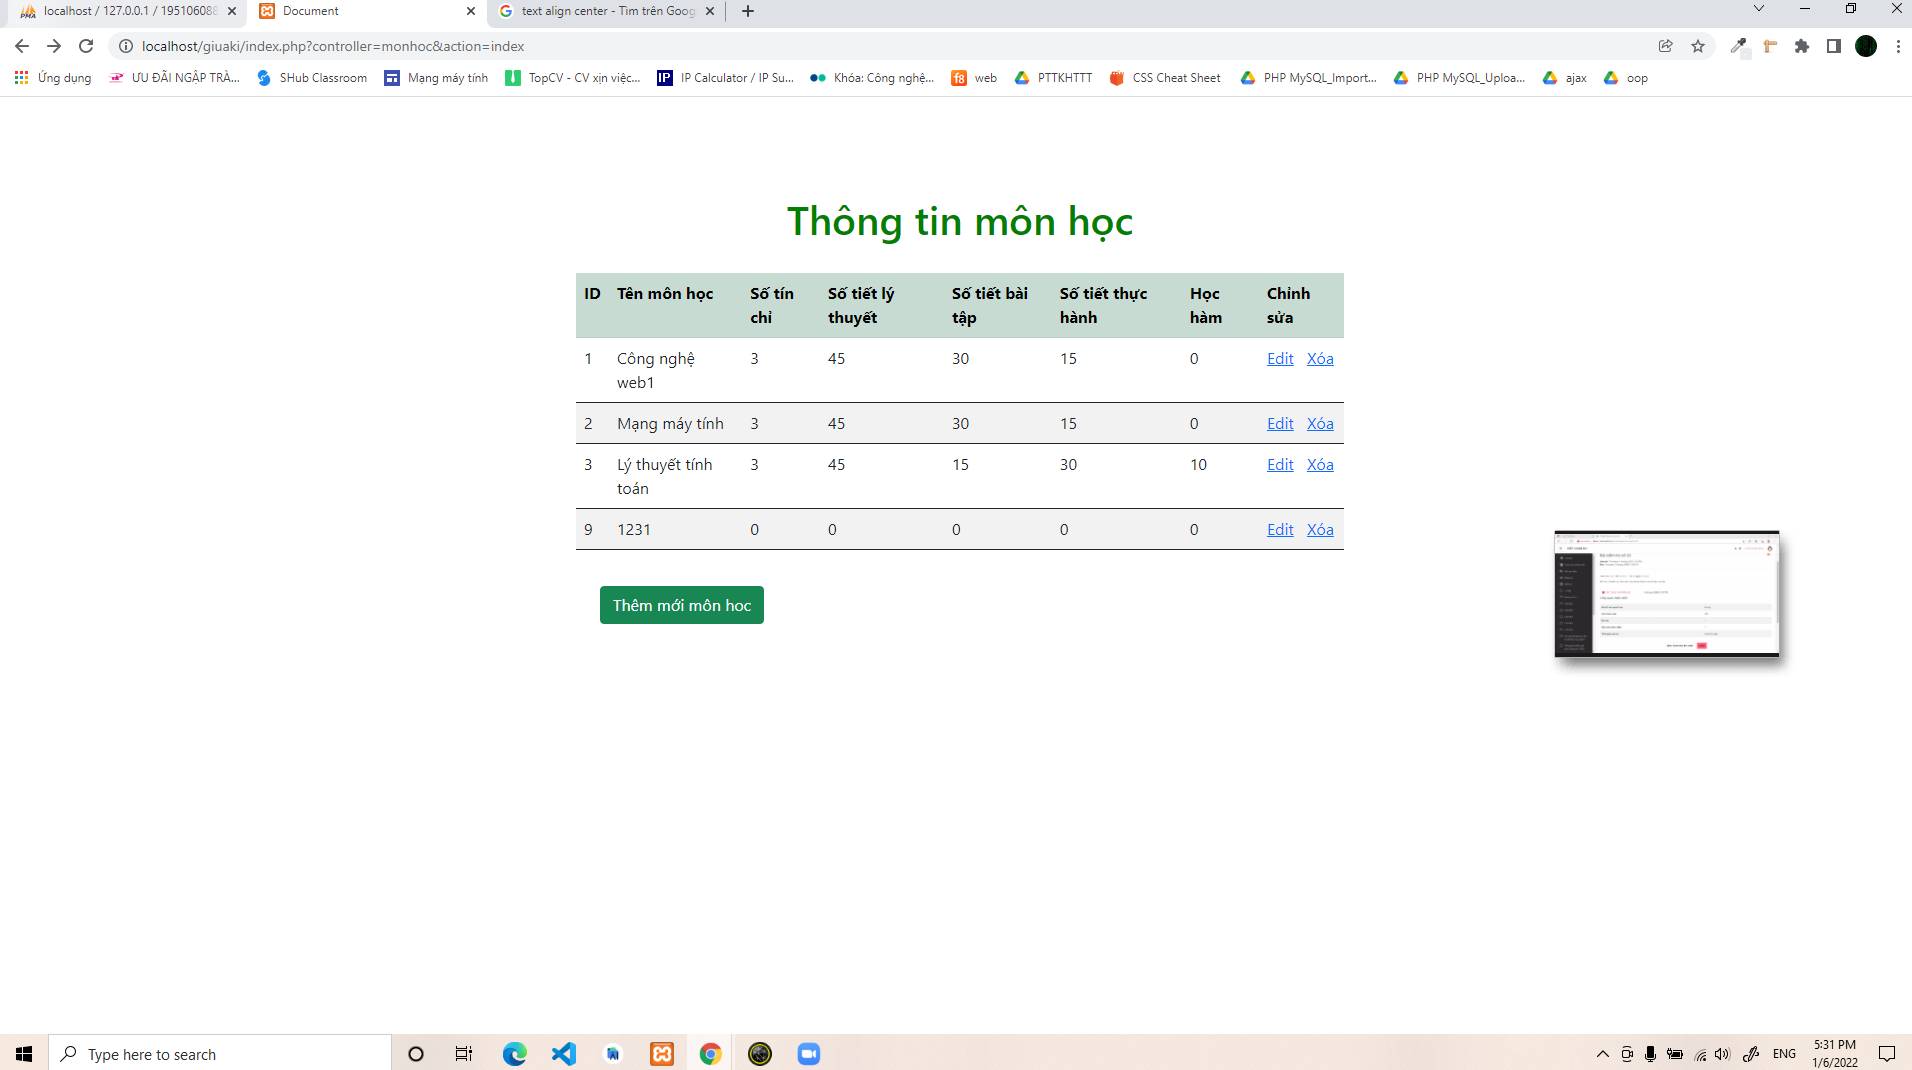 localhost / 127.0.0.1 / 195106088
Document
text align center - Tìm trên Goog
localhost/giuaki/index.php?controller=monhoc&action=index
Ứng dụng
ƯU ĐÃI NGẬP TRÀ...
SHub Classroom
Mạng máy tính
TopCV - CV xịn việc...
IP Calculator / IP Su...
Khóa: Công nghệ...
web
PTTKHTTT
CSS Cheat Sheet
PHP MySQL_Import...
PHP MySQL_Uploa...
ajax
oop
Thông tin môn học
ID Tên môn học Số tín chỉ Số tiết lý thuyết Số tiết bài tập Số tiết thực hành Học hàm Chỉnh sửa
1 Công nghệ web1 3 45 30 15 0 Edit Xóa
2 Mạng máy tính 3 45 30 15 0 Edit Xóa
3 Lý thuyết tính toán 3 45 15 30 10 Edit Xóa
9 1231 0 0 0 0 0 Edit Xóa
Thêm mới môn hoc
Type here to search
ENG
5:31 PM
1/6/2022